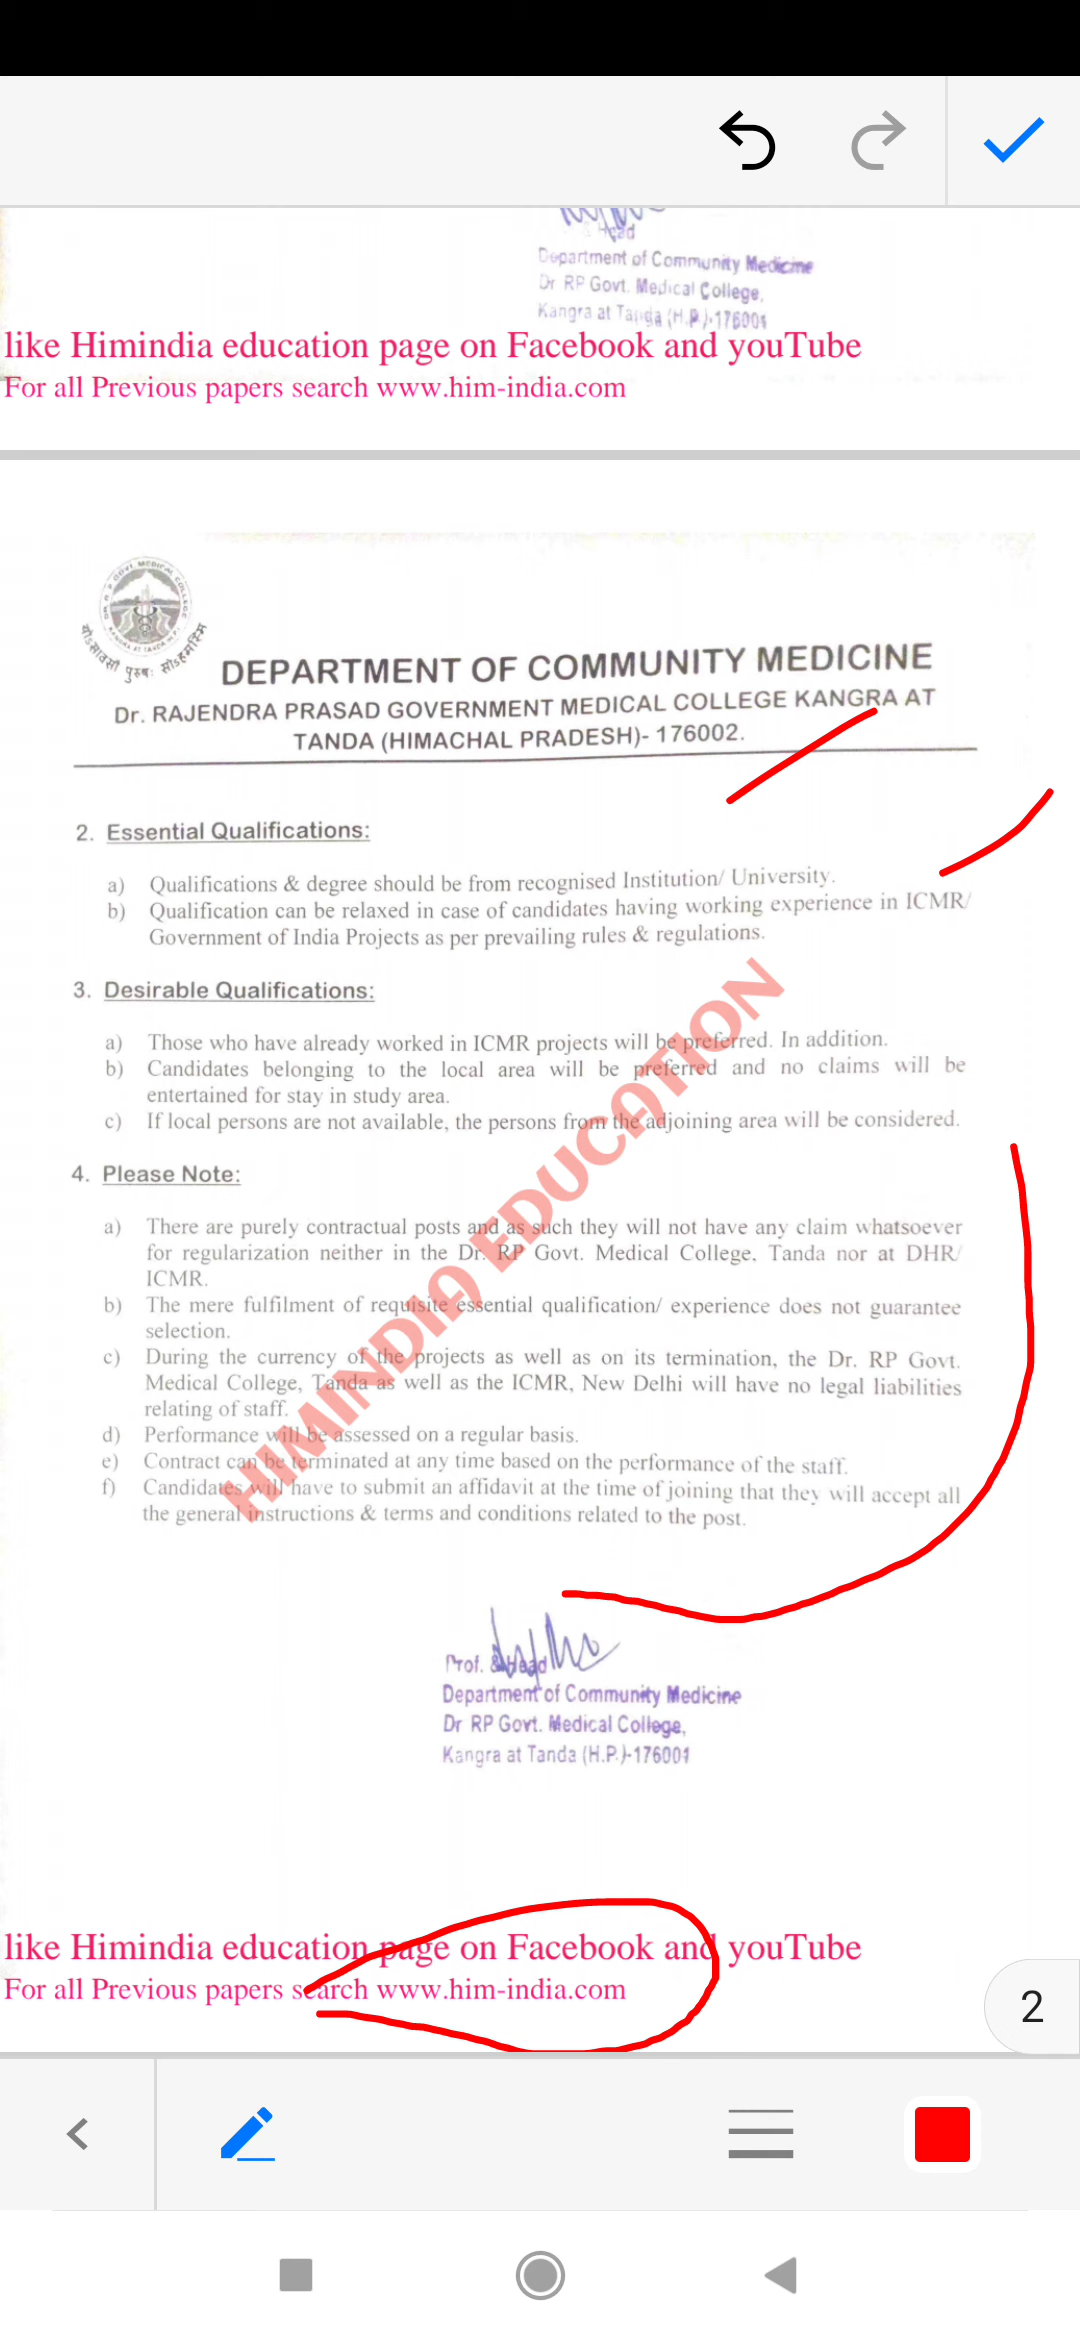 Head
Department of Community Medicine
Dr RP Govt. Medical College,
Kangra at Tanda (H.P.)-176001
like Himindia education page on Facebook and youTube
For all Previous papers search www.him-india.com
DEPARTMENT OF COMMUNITY MEDICINE
Dr. RAJENDRA PRASAD GOVERNMENT MEDICAL COLLEGE KANGRA AT
TANDA (HIMACHAL PRADESH)- 176002.
2. Essential Qualifications:
a) Qualifications & degree should be from recognised Institution/ University.
b) Qualification can be relaxed in case of candidates having working experience in ICMR/
Government of India Projects as per prevailing rules & regulations.
3. Desirable Qualifications:
a) Those who have already worked in ICMR projects will be preferred. In addition.
b) Candidates belonging to the local area will be preferred and no claims will be
entertained for stay in study area.
c) If local persons are not available, the persons from the adjoining area will be considered.
4. Please Note:
a) There are purely contractual posts and as such they will not have any claim whatsoever
for regularization neither in the Dr. RP Govt. Medical College, Tanda nor at DHR/
ICMR.
b) The mere fulfilment of requisite essential qualification/ experience does not guarantee
selection.
c) During the currency of the projects as well as on its termination, the Dr. RP Govt.
Medical College, Tanda as well as the ICMR, New Delhi will have no legal liabilities
relating of staff.
d) Performance will be assessed on a regular basis.
e) Contract can be terminated at any time based on the performance of the staff.
f) Candidates will have to submit an affidavit at the time of joining that they will accept all
the general instructions & terms and conditions related to the post.
HIMINDIA EDUCATION
Prof. & Head
Department of Community Medicine
Dr RP Govt. Medical College,
Kangra at Tanda (H.P.)-176001
like Himindia education page on Facebook and youTube
For all Previous papers search www.him-india.com
2